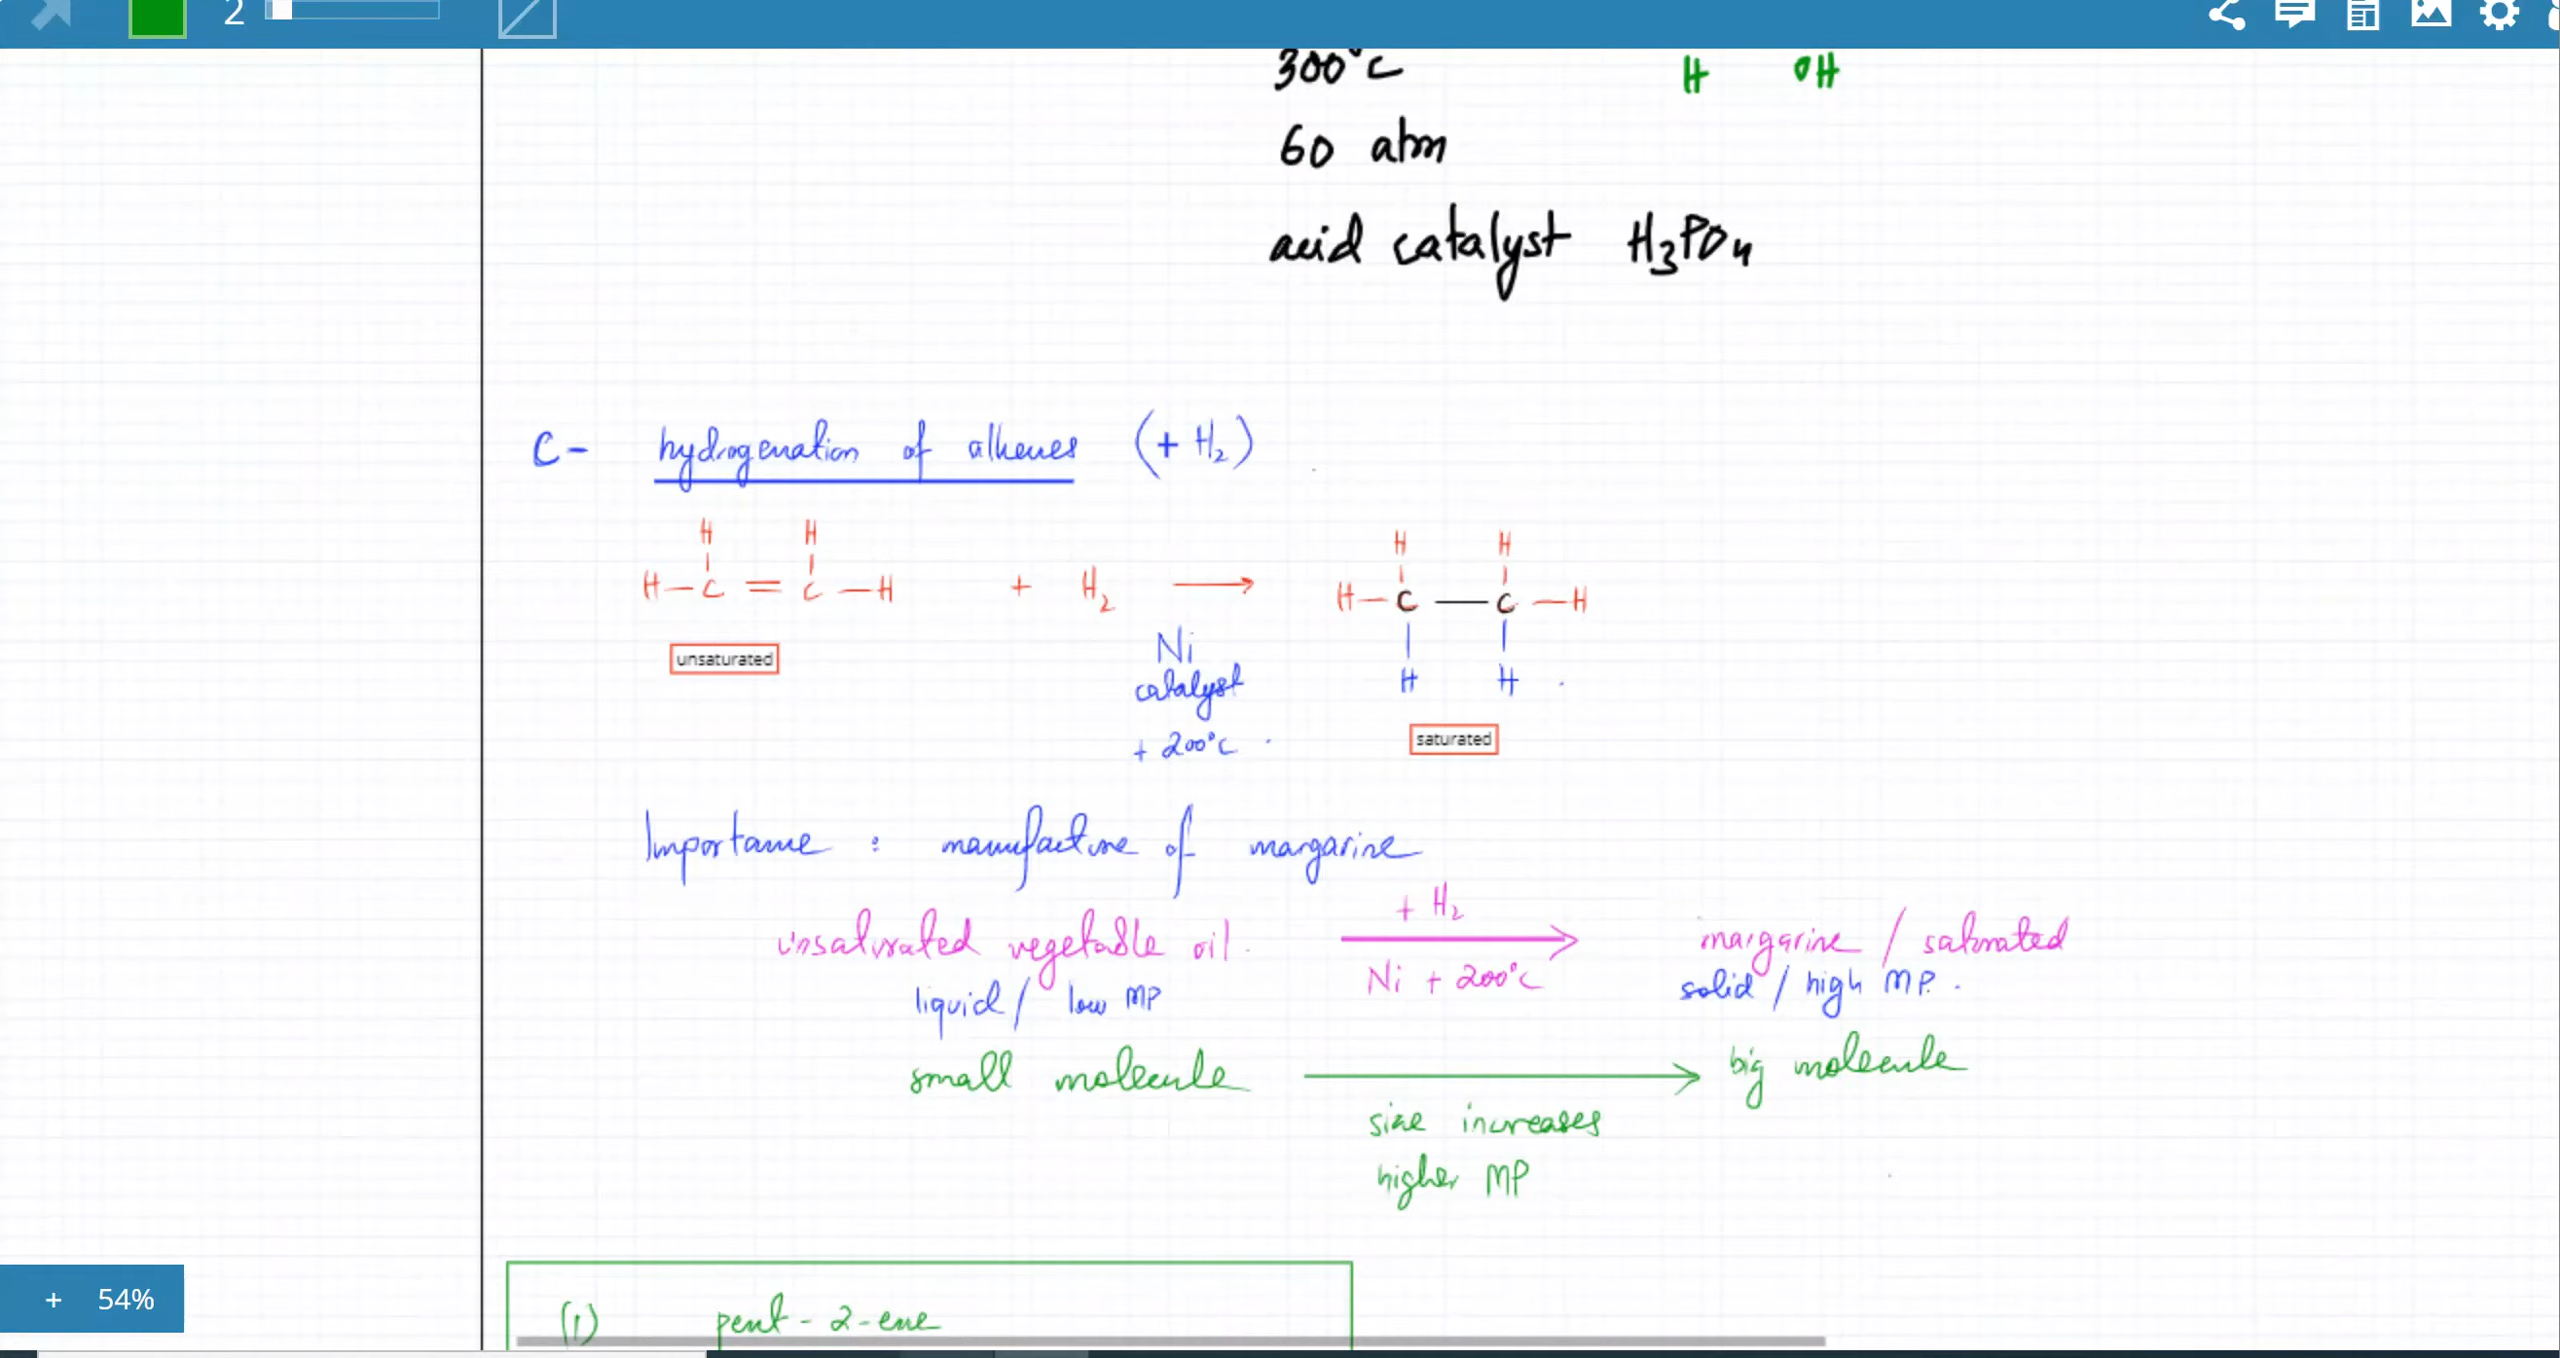 2
300°C
H OH
60 atm
acid catalyst H₃PO₄
C- hydrogenation of alkenes (+ H₂)
H H
H-C=C-H + H₂ → H H
H-C-C-H
H H
unsaturated
Ni
catalyst
+ 200°C
saturated
Importance : manufacture of margarine
+ H₂
unsaturated vegetable oil → margarine / saturated
Ni + 200°C
liquid / low MP solid / high MP.
small molecule → big molecule
size increases
higher MP
+ 54%
(1) pent-2-ene